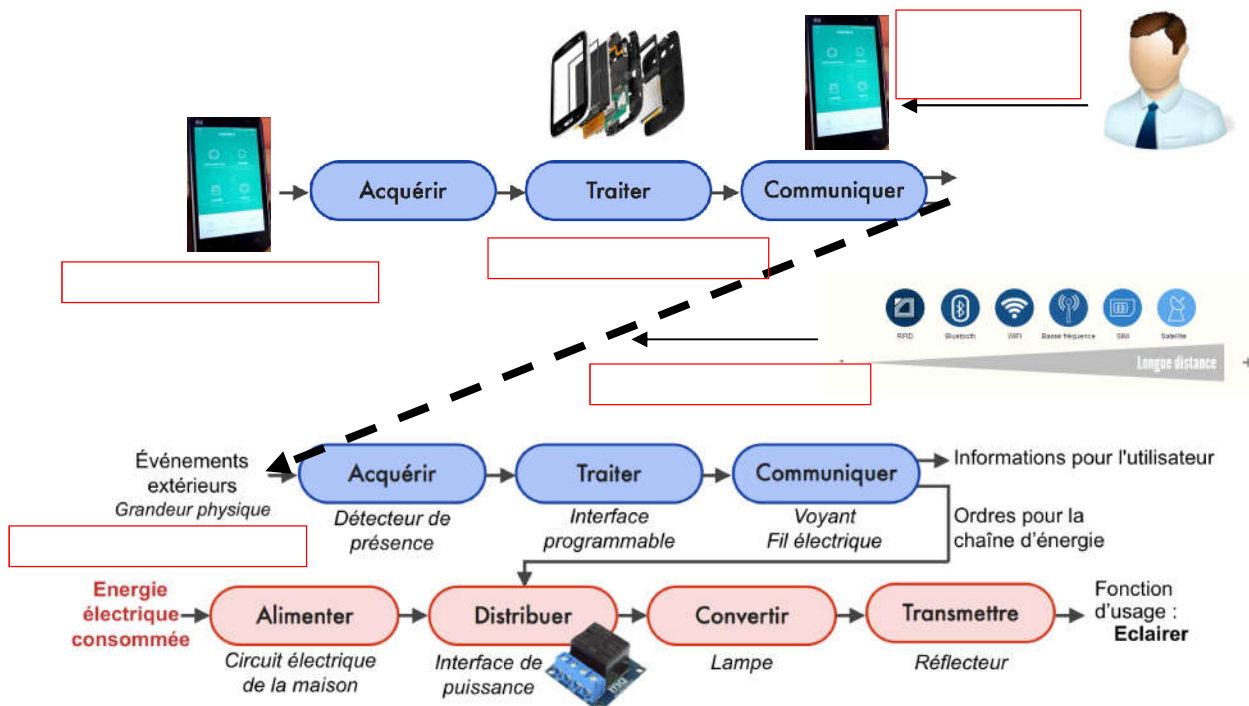 Acquérir
Traiter
Communiquer
RFID
Bluetooth
WIFI
Basse fréquence
SIM
Satellite
-
Longue distance
+
Événements
extérieurs
Grandeur physique
Acquérir
Traiter
Communiquer
Informations pour l'utilisateur
Détecteur de
présence
Interface
programmable
Voyant
Fil électrique
Ordres pour la
chaîne d'énergie
Energie
électrique
consommée
Alimenter
Distribuer
Convertir
Transmettre
Fonction
d'usage :
Eclairer
Circuit électrique
de la maison
Interface de
puissance
Lampe
Réflecteur